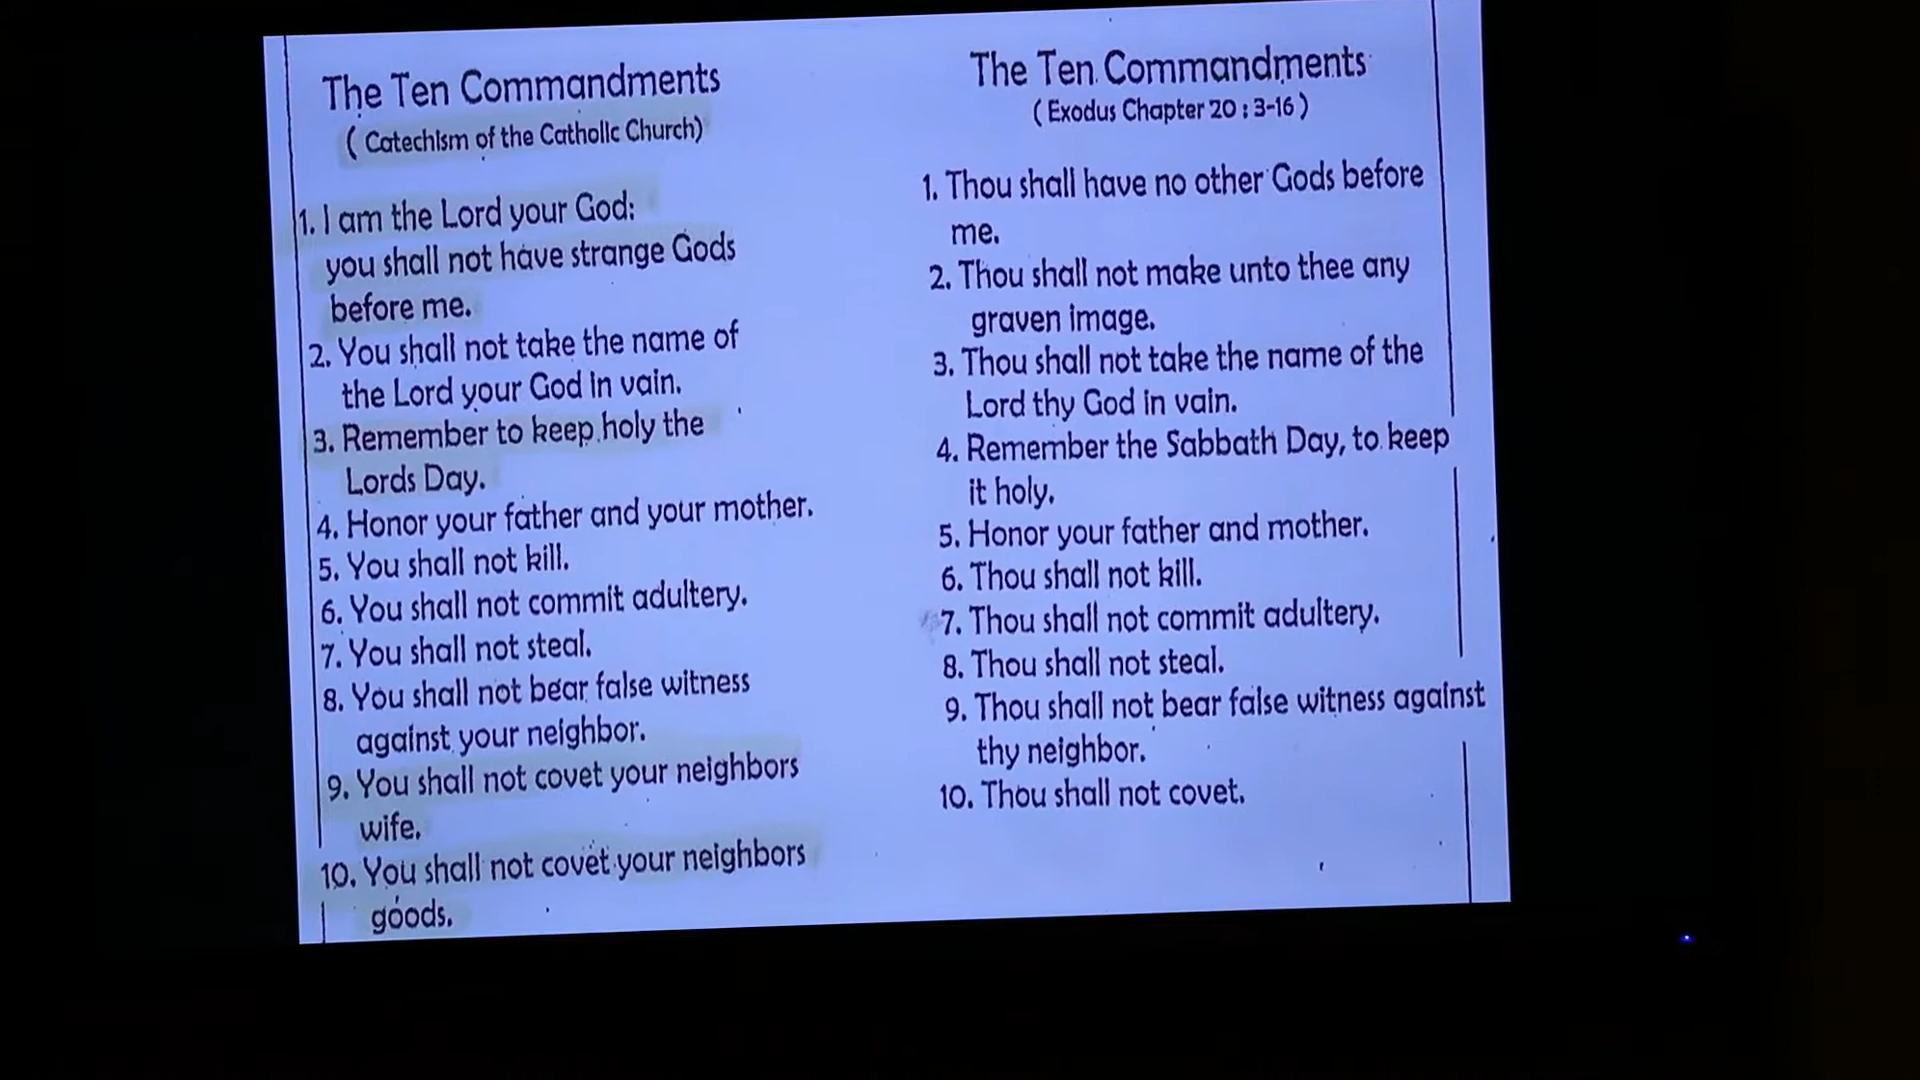 The Ten Commandments
( Catechism of the Catholic Church)
1. I am the Lord your God:
you shall not have strange Gods
before me.
2. You shall not take the name of
the Lord your God in vain.
3. Remember to keep holy the
Lords Day.
4. Honor your father and your mother.
5. You shall not kill.
6. You shall not commit adultery.
7. You shall not steal.
8. You shall not bear false witness
against your neighbor.
9. You shall not covet your neighbors
wife.
10. You shall not covet your neighbors
goods.
The Ten Commandments
( Exodus Chapter 20 : 3-16 )
1. Thou shall have no other Gods before
me.
2. Thou shall not make unto thee any
graven image.
3. Thou shall not take the name of the
Lord thy God in vain.
4. Remember the Sabbath Day, to keep
it holy.
5. Honor your father and mother.
6. Thou shall not kill.
7. Thou shall not commit adultery.
8. Thou shall not steal.
9. Thou shall not bear false witness against
thy neighbor.
10. Thou shall not covet.